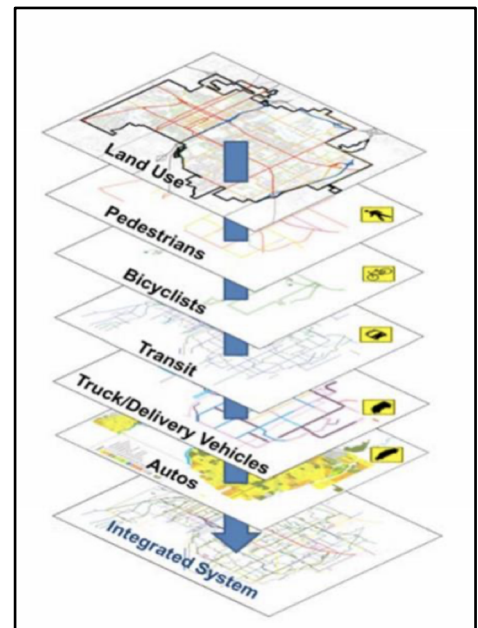 Land Use
Pedestrians
Bicyclists
Transit
Truck/Delivery Vehicles
Autos
Integrated System